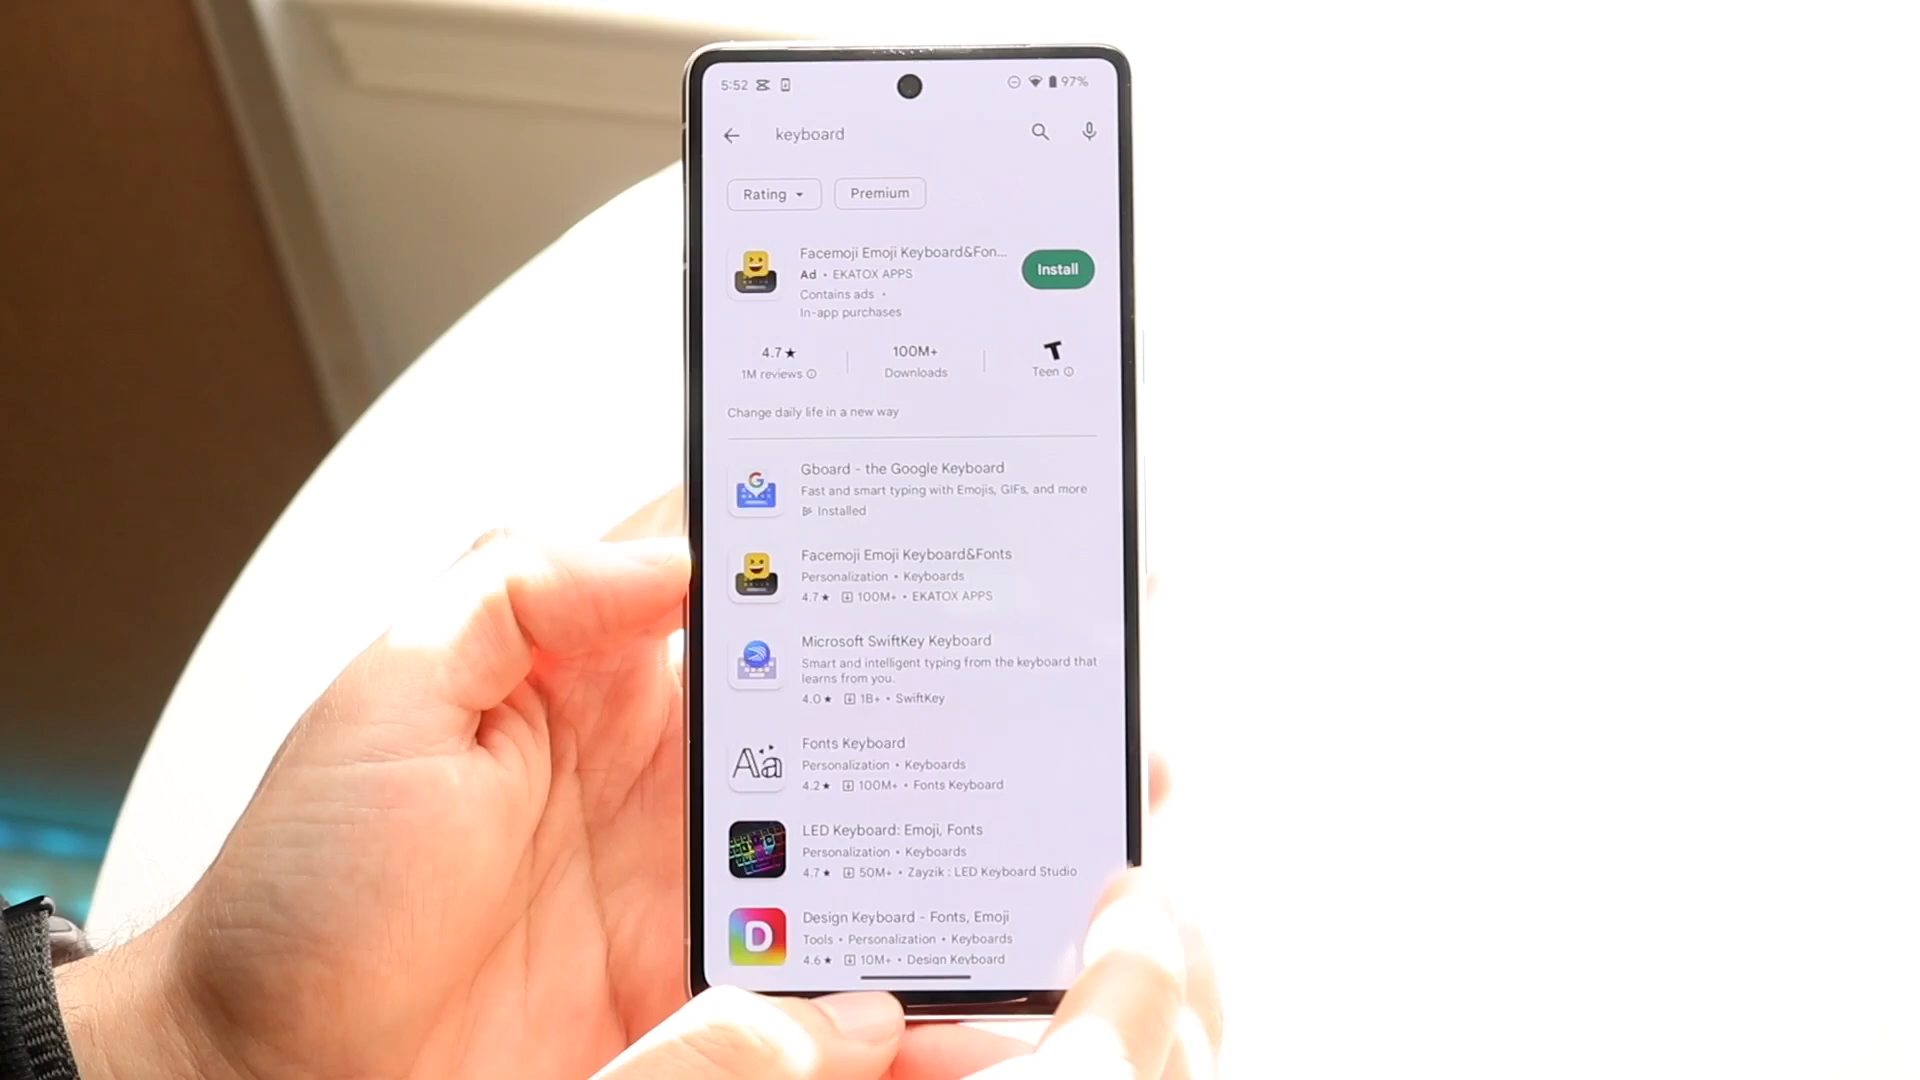 5:52 97%
keyboard
Rating Premium
Facemoji Emoji Keyboard&Fon...
Ad • EKATOX APPS
Install
Contains ads •
In-app purchases
4.7★ 100M+ T
1M reviews Downloads Teen
Change daily life in a new way
G
Gboard - the Google Keyboard
Fast and smart typing with Emojis, GIFs, and more
Installed
Facemoji Emoji Keyboard&Fonts
Personalization • Keyboards
4.7★ 100M+ • EKATOX APPS
Microsoft SwiftKey Keyboard
Smart and intelligent typing from the keyboard that
learns from you.
4.0★ 1B+ • SwiftKey
Aa
Fonts Keyboard
Personalization • Keyboards
4.2★ 100M+ • Fonts Keyboard
LED Keyboard: Emoji, Fonts
Personalization • Keyboards
4.7★ 50M+ • Zayzik : LED Keyboard Studio
D
Design Keyboard - Fonts, Emoji
Tools • Personalization • Keyboards
4.6★ 10M+ • Design Keyboard